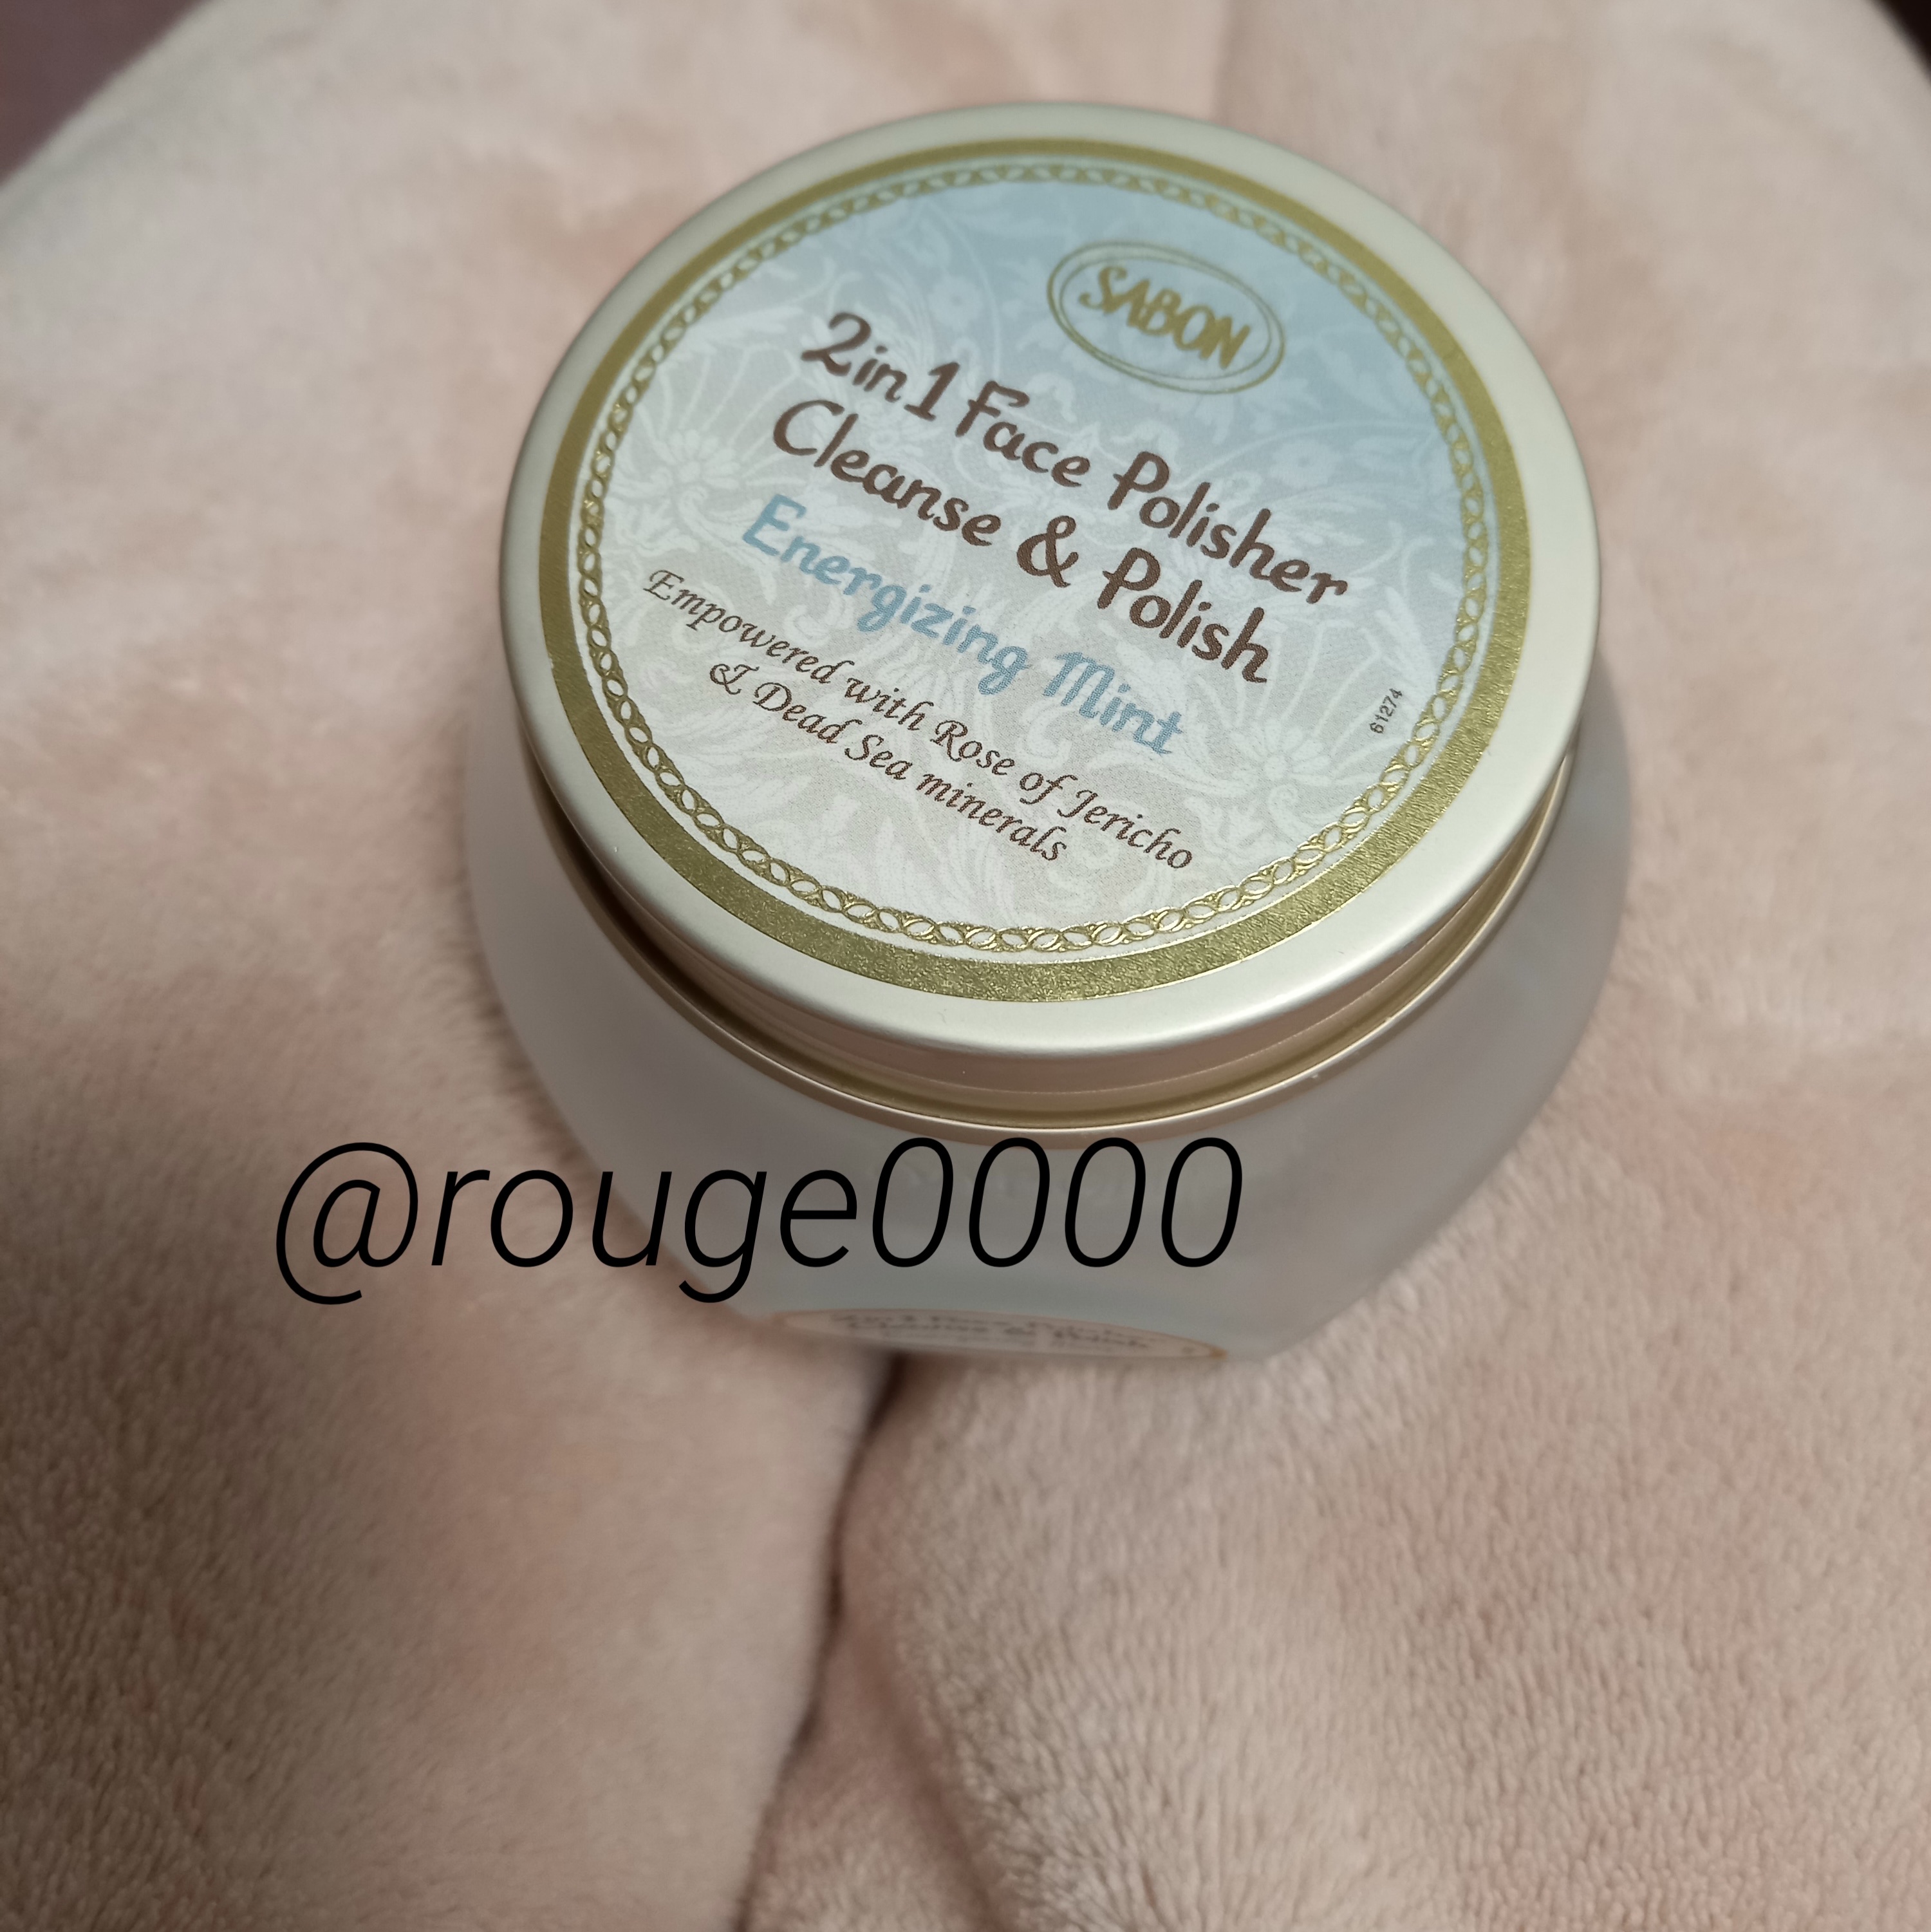 SABON
2in1 Face Polisher
Cleanse & Polish
Energizing Mint
Empowered with Rose of Jericho
& Dead Sea minerals
61274
@rouge0000